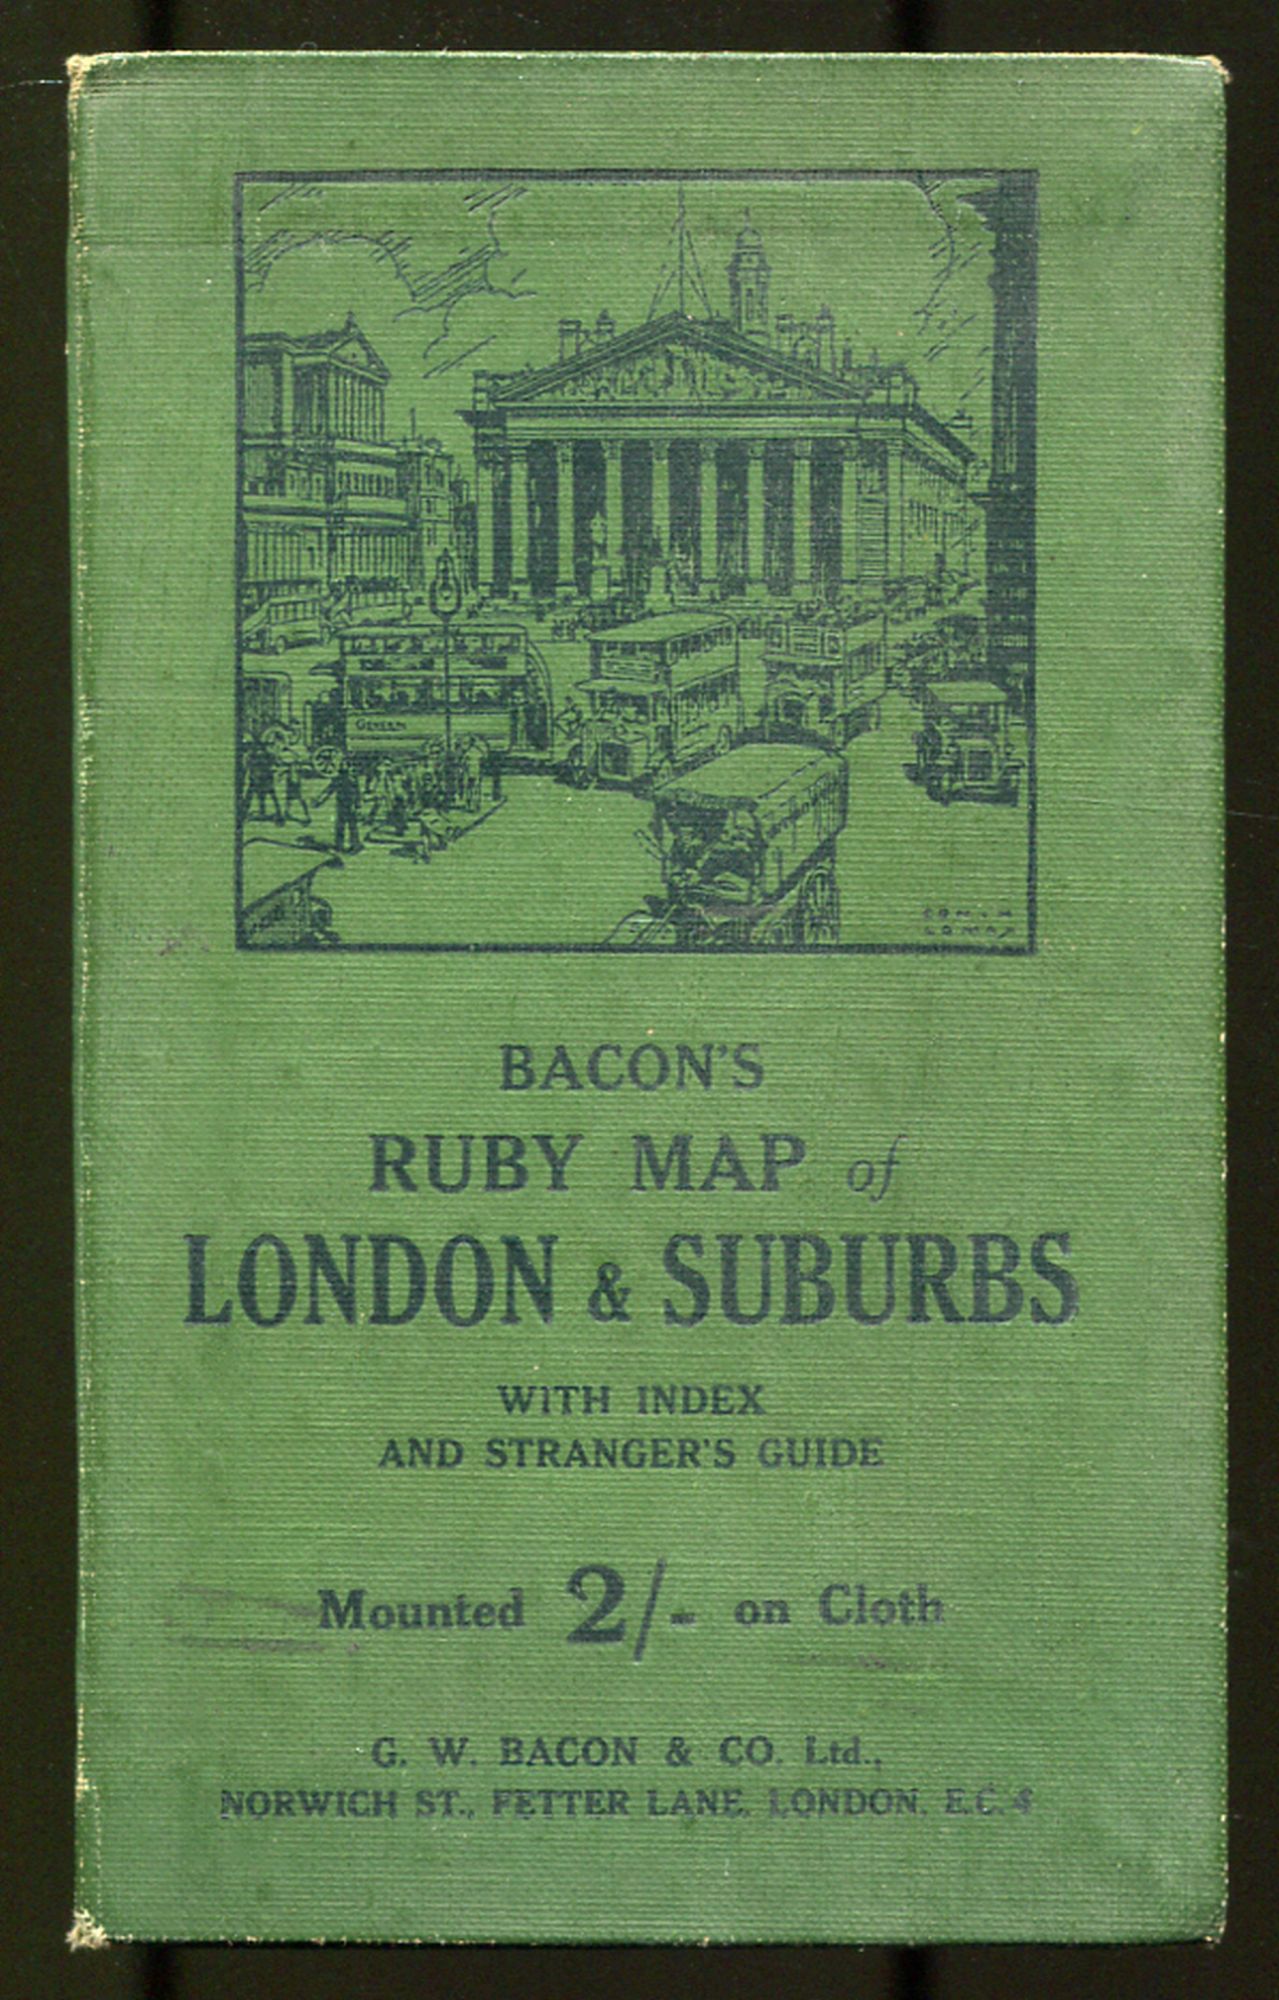 GENERAL
BACON'S
RUBY MAP of
LONDON & SUBURBS
WITH INDEX
AND STRANGER'S GUIDE
Mounted 2/- on Cloth
G. W. BACON & CO. Ltd.,
NORWICH ST., FETTER LANE, LONDON, E.C. 4